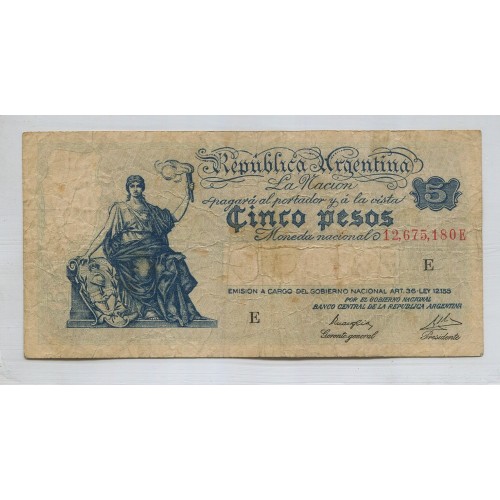 República Argentina
La Nación
pagará al portador y á la vista
5
Cinco pesos
Moneda nacional 12,675,180E
E
EMISIÓN A CARGO DEL GOBIERNO NACIONAL ART. 36-LEY 12155
POR EL GOBIERNO NACIONAL
BANCO CENTRAL DE LA REPUBLICA ARGENTINA
E
Gerente general
Presidente